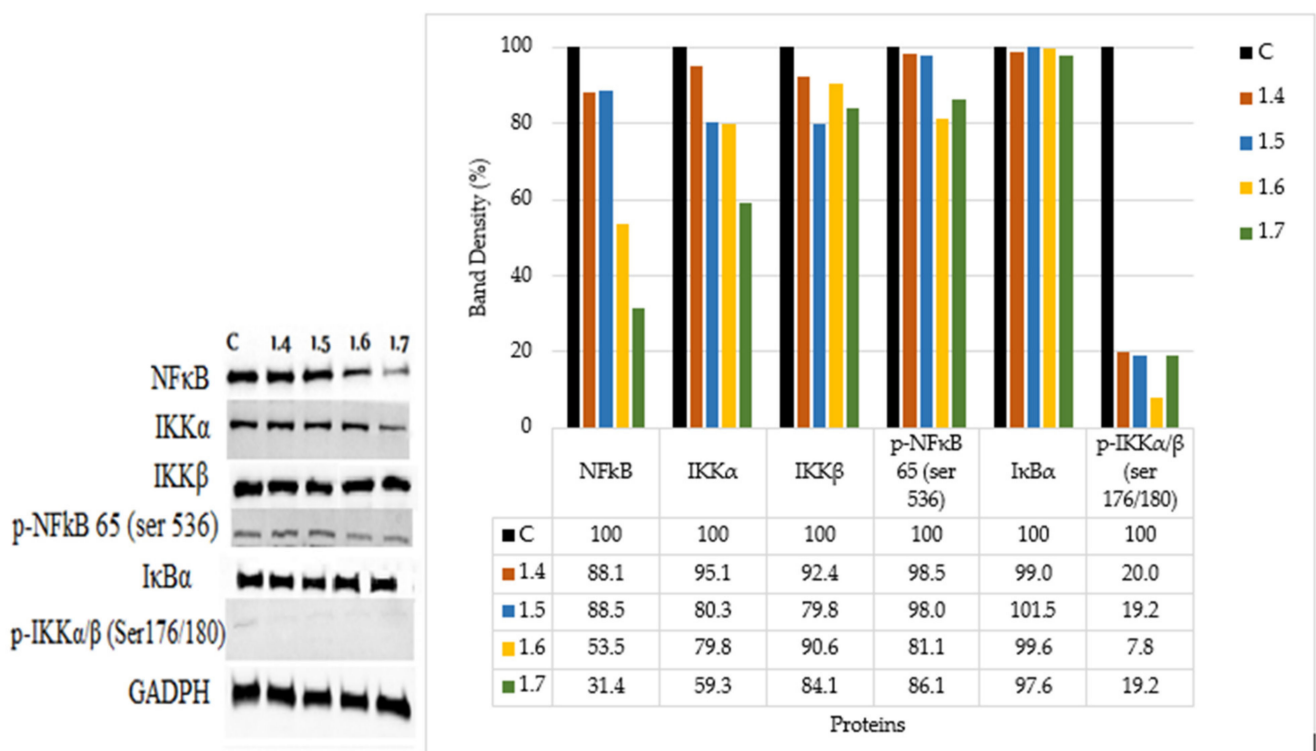 C 1.4 1.5 1.6 1.7
NFκB
IKKα
IKKβ
p-NFkB 65 (ser 536)
IκBα
p-IKKα/β (Ser176/180)
GADPH
Band Density (%)
100
80
60
40
20
0
C
1.4
1.5
1.6
1.7
NFkB IKKα IKKβ p-NFκB 65 (ser 536) IκBα p-IKKα/β (ser 176/180)
C 100 100 100 100 100 100
1.4 88.1 95.1 92.4 98.5 99.0 20.0
1.5 88.5 80.3 79.8 98.0 101.5 19.2
1.6 53.5 79.8 90.6 81.1 99.6 7.8
1.7 31.4 59.3 84.1 86.1 97.6 19.2
Proteins